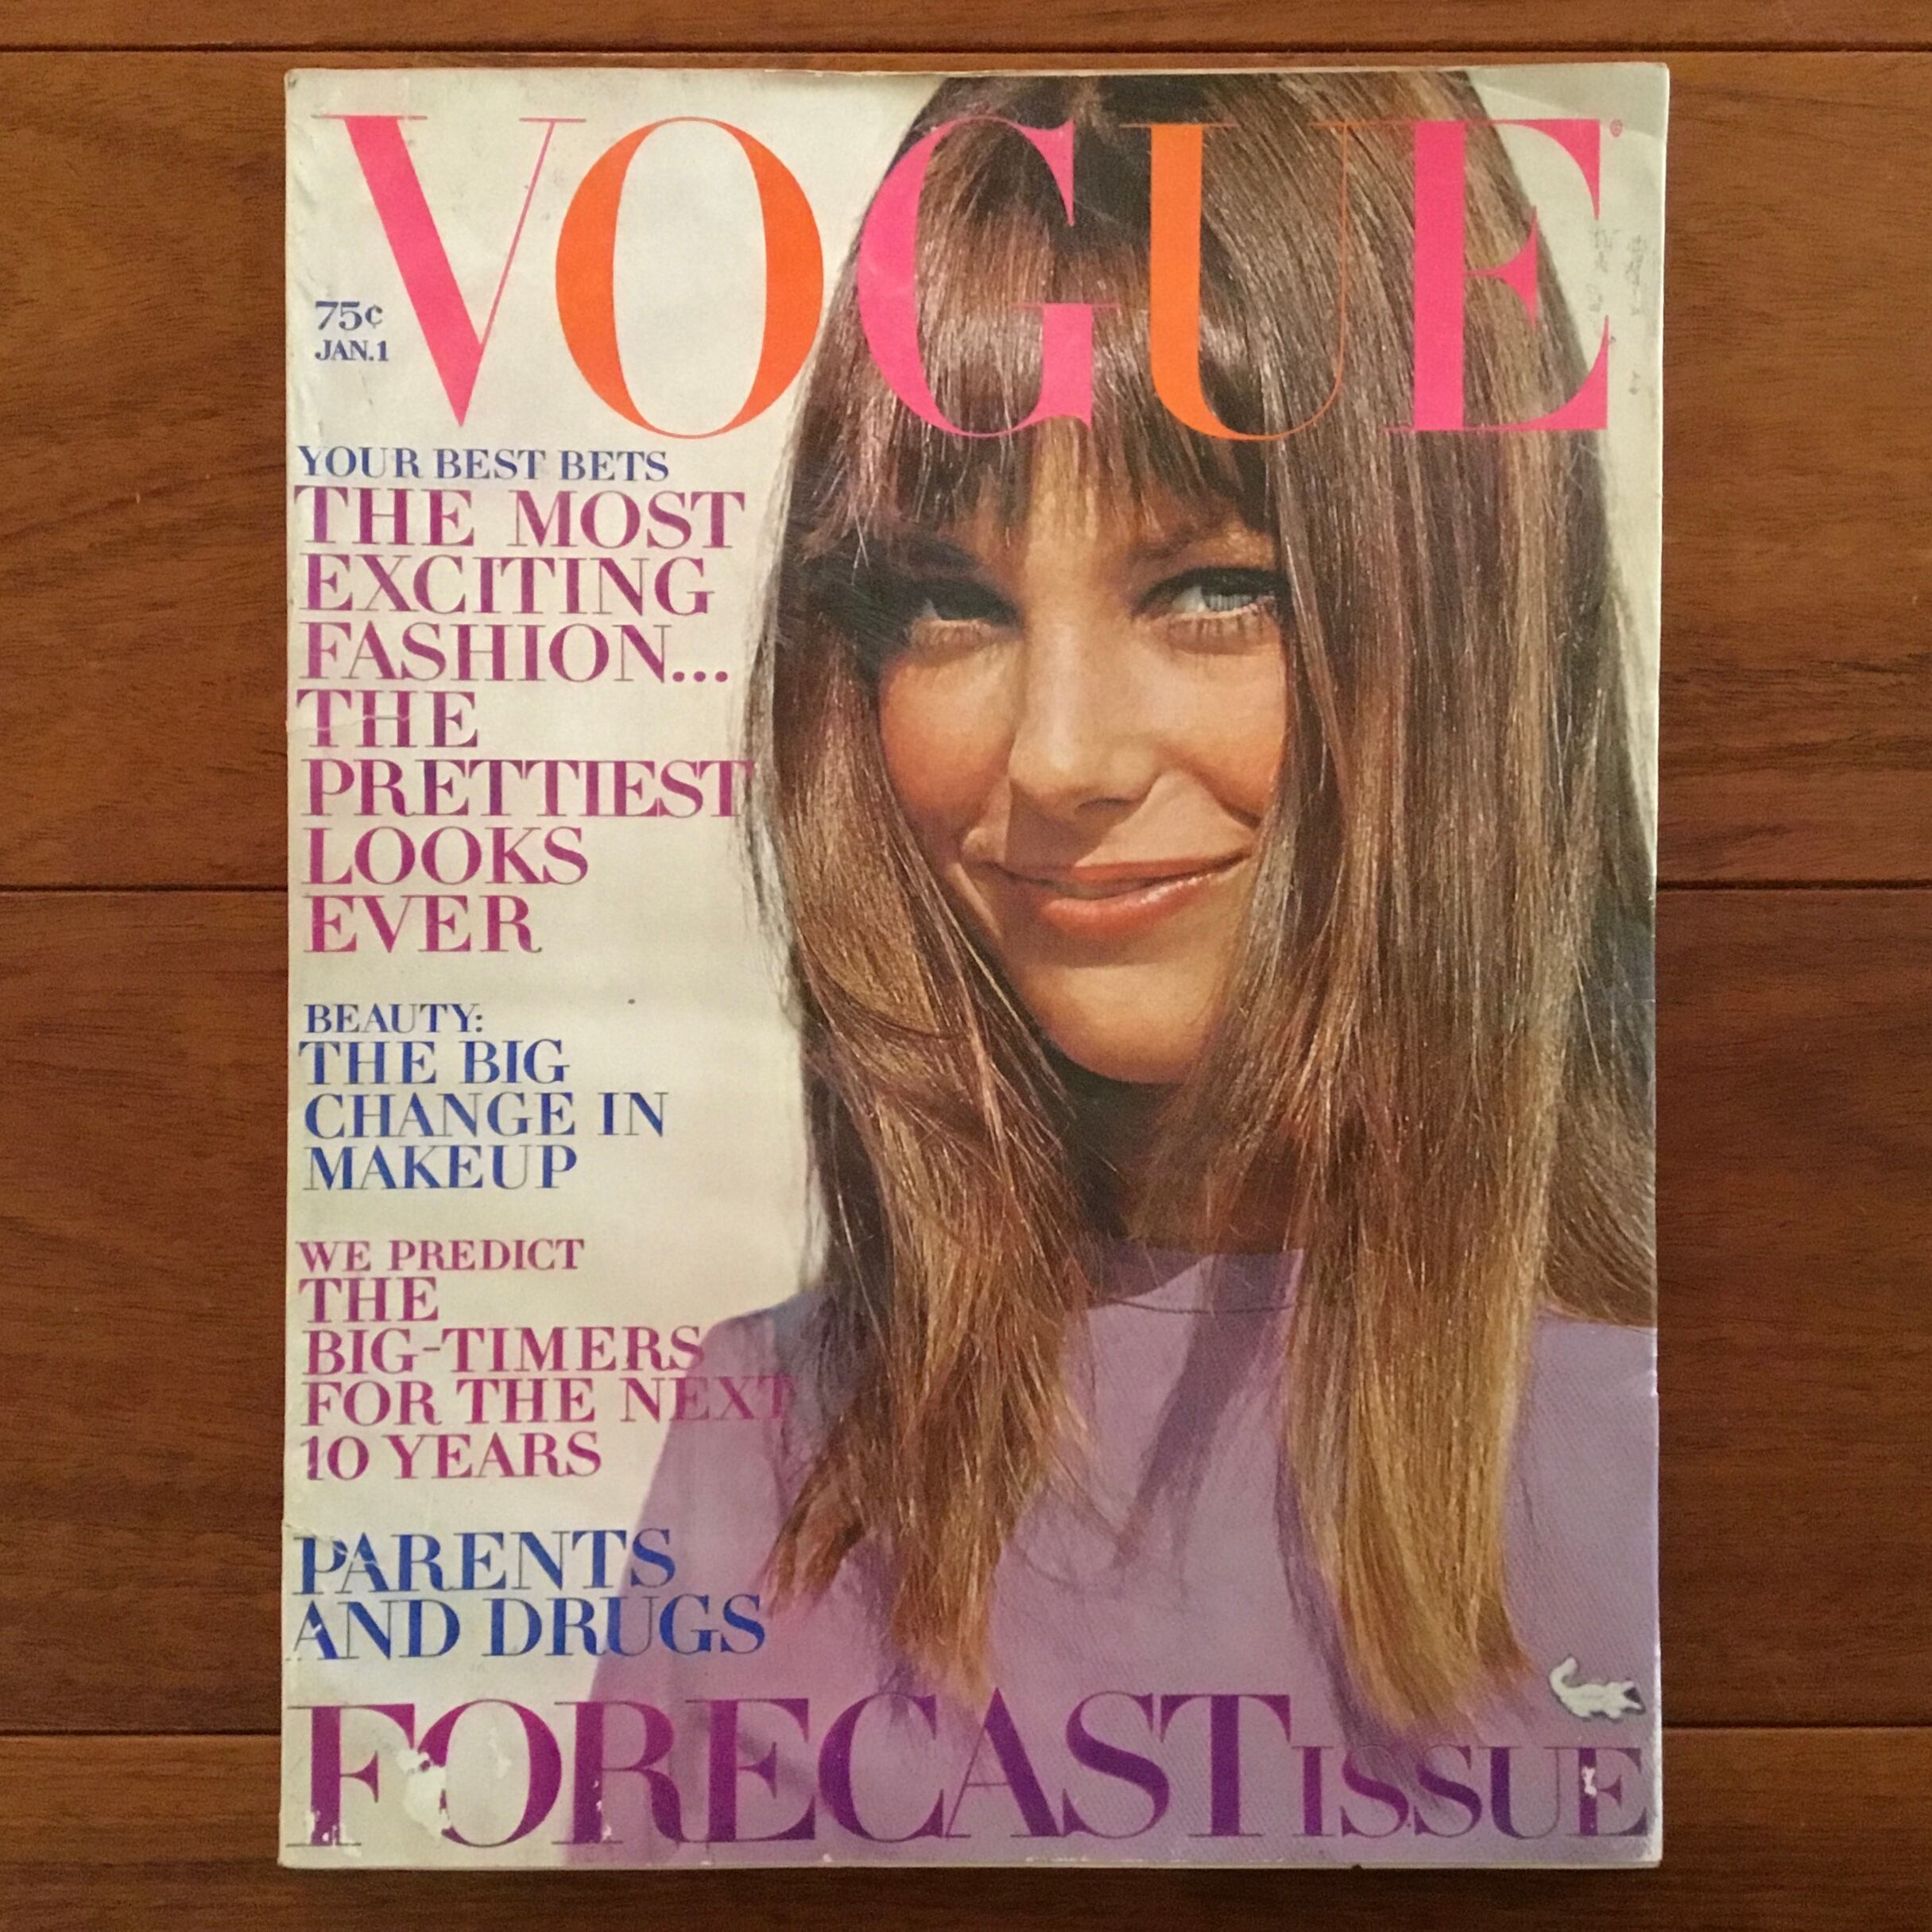 VOGUE®
75¢
JAN.1
YOUR BEST BETS
THE MOST
EXCITING
FASHION...
THE
PRETTIEST
LOOKS
EVER
BEAUTY:
THE BIG
CHANGE IN
MAKEUP
WE PREDICT
THE
BIG-TIMERS
FOR THE NEXT
10 YEARS
PARENTS
AND DRUGS
FORECAST ISSUE